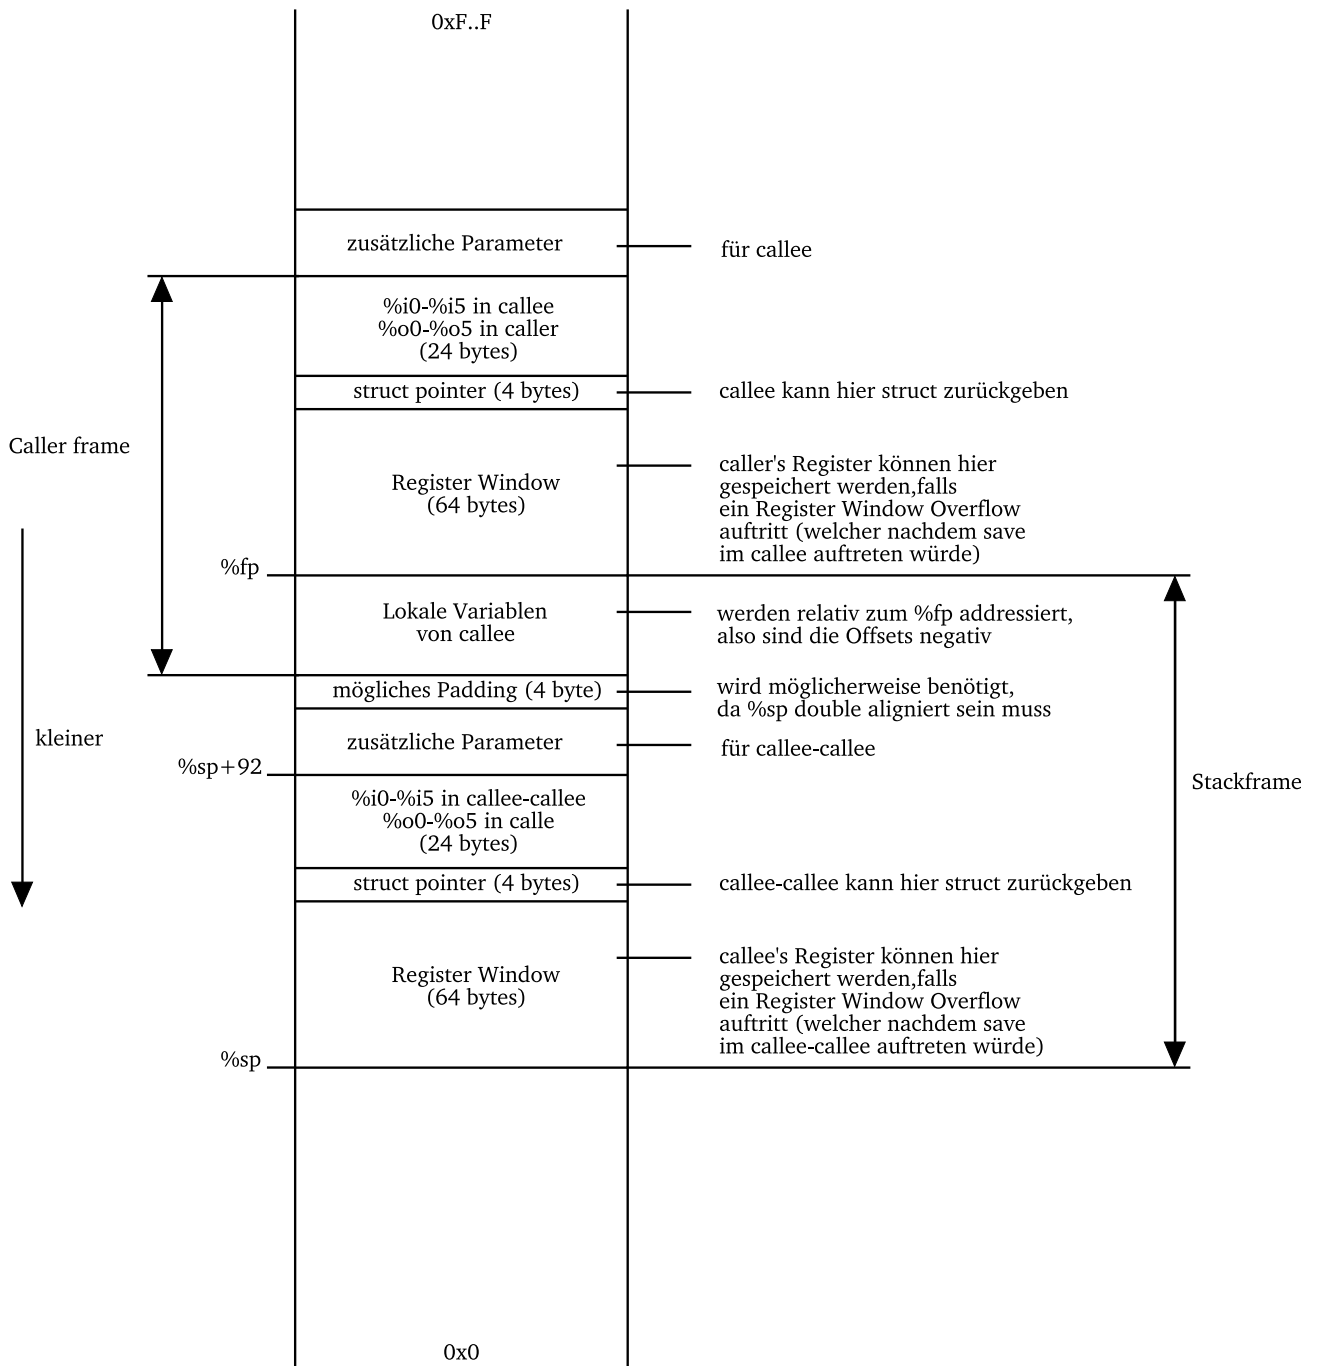 0xF..F
zusätzliche Parameter
für callee
%i0-%i5 in callee
%o0-%o5 in caller
(24 bytes)
struct pointer (4 bytes)
callee kann hier struct zurückgeben
Caller frame
Register Window
(64 bytes)
caller's Register können hier
gespeichert werden,falls
ein Register Window Overflow
auftritt (welcher nachdem save
im callee auftreten würde)
%fp
Lokale Variablen
von callee
werden relativ zum %fp addressiert,
also sind die Offsets negativ
mögliches Padding (4 byte)
wird möglicherweise benötigt,
da %sp double aligniert sein muss
kleiner
zusätzliche Parameter
für callee-callee
%sp+92
Stackframe
%i0-%i5 in callee-callee
%o0-%o5 in calle
(24 bytes)
struct pointer (4 bytes)
callee-callee kann hier struct zurückgeben
Register Window
(64 bytes)
callee's Register können hier
gespeichert werden,falls
ein Register Window Overflow
auftritt (welcher nachdem save
im callee-callee auftreten würde)
%sp
0x0